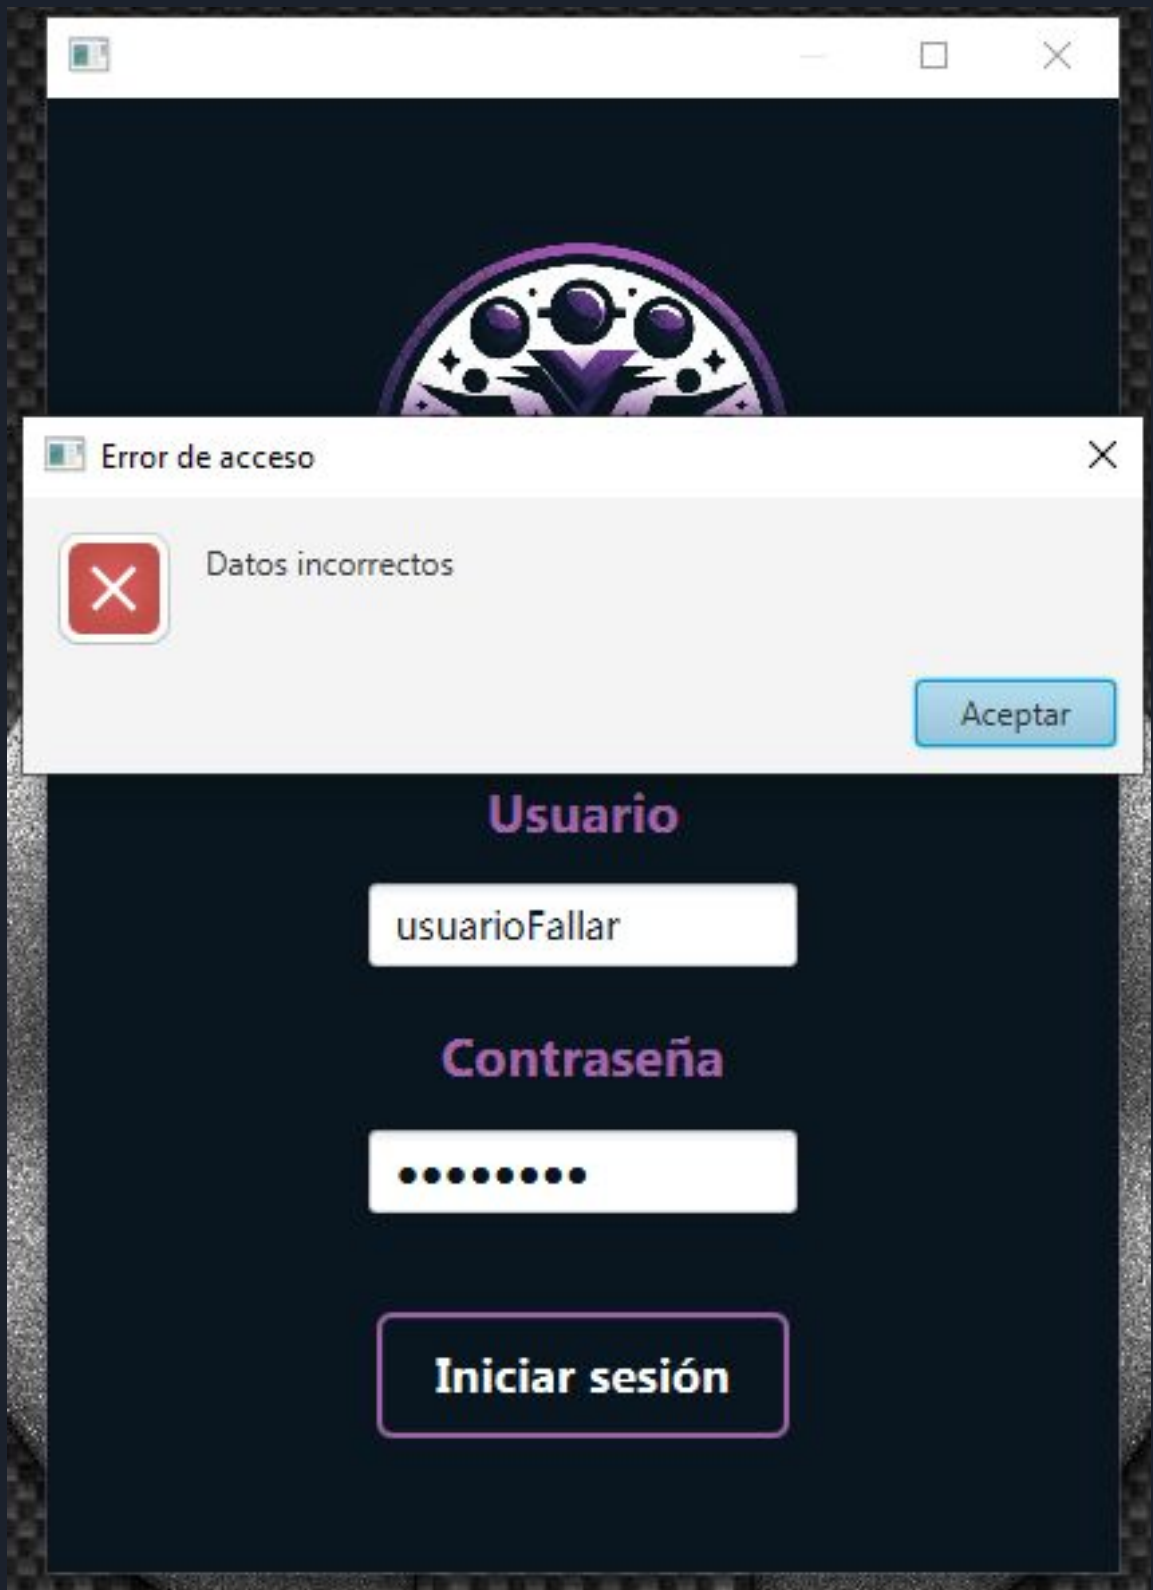 Error de acceso
Datos incorrectos
Aceptar
Usuario
usuarioFallar
Contraseña
••••••••
Iniciar sesión